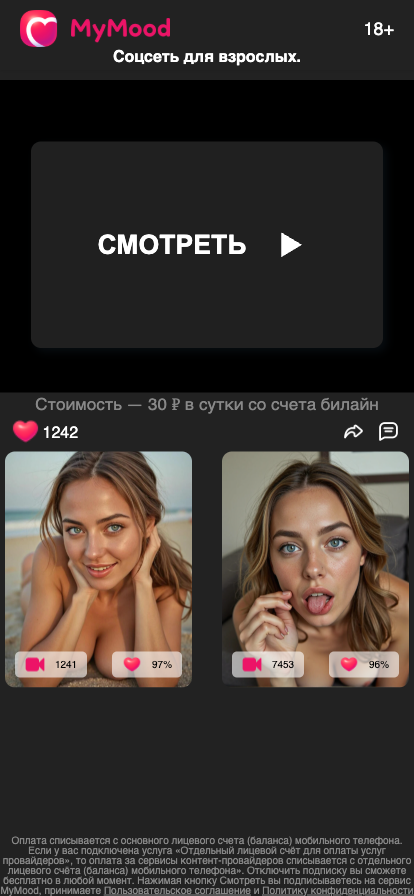 MyMood
18+
Соцсеть для взрослых.
СМОТРЕТЬ
Стоимость — 30 ₽ в сутки со счета билайн
1242
1241
97%
7453
96%
Оплата списывается с основного лицевого счета (баланса) мобильного телефона.
Если у вас подключена услуга «Отдельный лицевой счёт для оплаты услуг
провайдеров», то оплата за сервисы контент-провайдеров списывается с отдельного
лицевого счёта (баланса) мобильного телефона». Отключить подписку вы сможете
бесплатно в любой момент. Нажимая кнопку Смотреть вы подписываетесь на сервис
MyMood, принимаете Пользовательское соглашение и Политику конфиденциальности